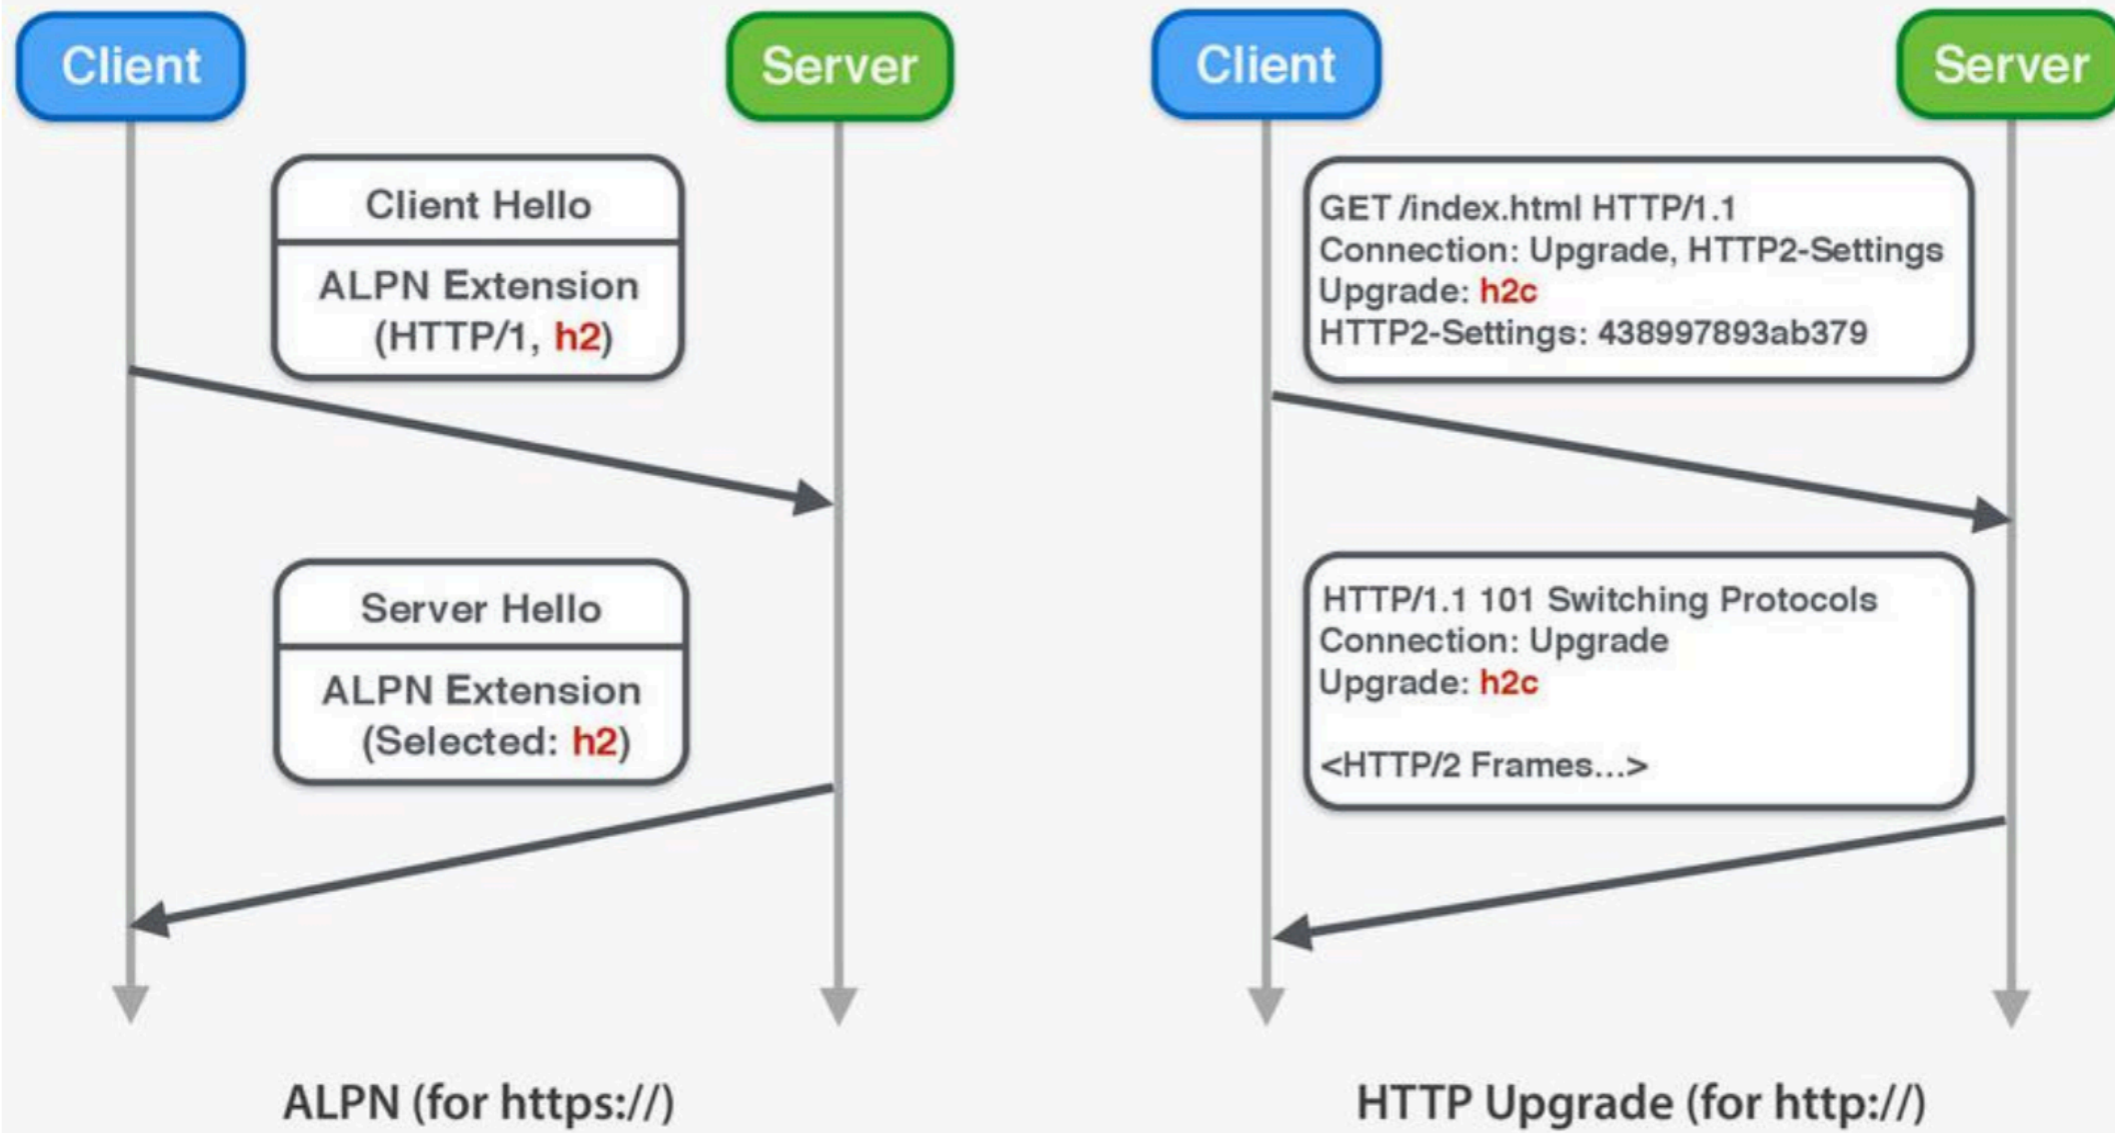 Client
Server
Client Hello
ALPN Extension
(HTTP/1, h2)
Server Hello
ALPN Extension
(Selected: h2)
ALPN (for https://)
Client
Server
GET /index.html HTTP/1.1
Connection: Upgrade, HTTP2-Settings
Upgrade: h2c
HTTP2-Settings: 438997893ab379
HTTP/1.1 101 Switching Protocols
Connection: Upgrade
Upgrade: h2c
<HTTP/2 Frames...>
HTTP Upgrade (for http://)